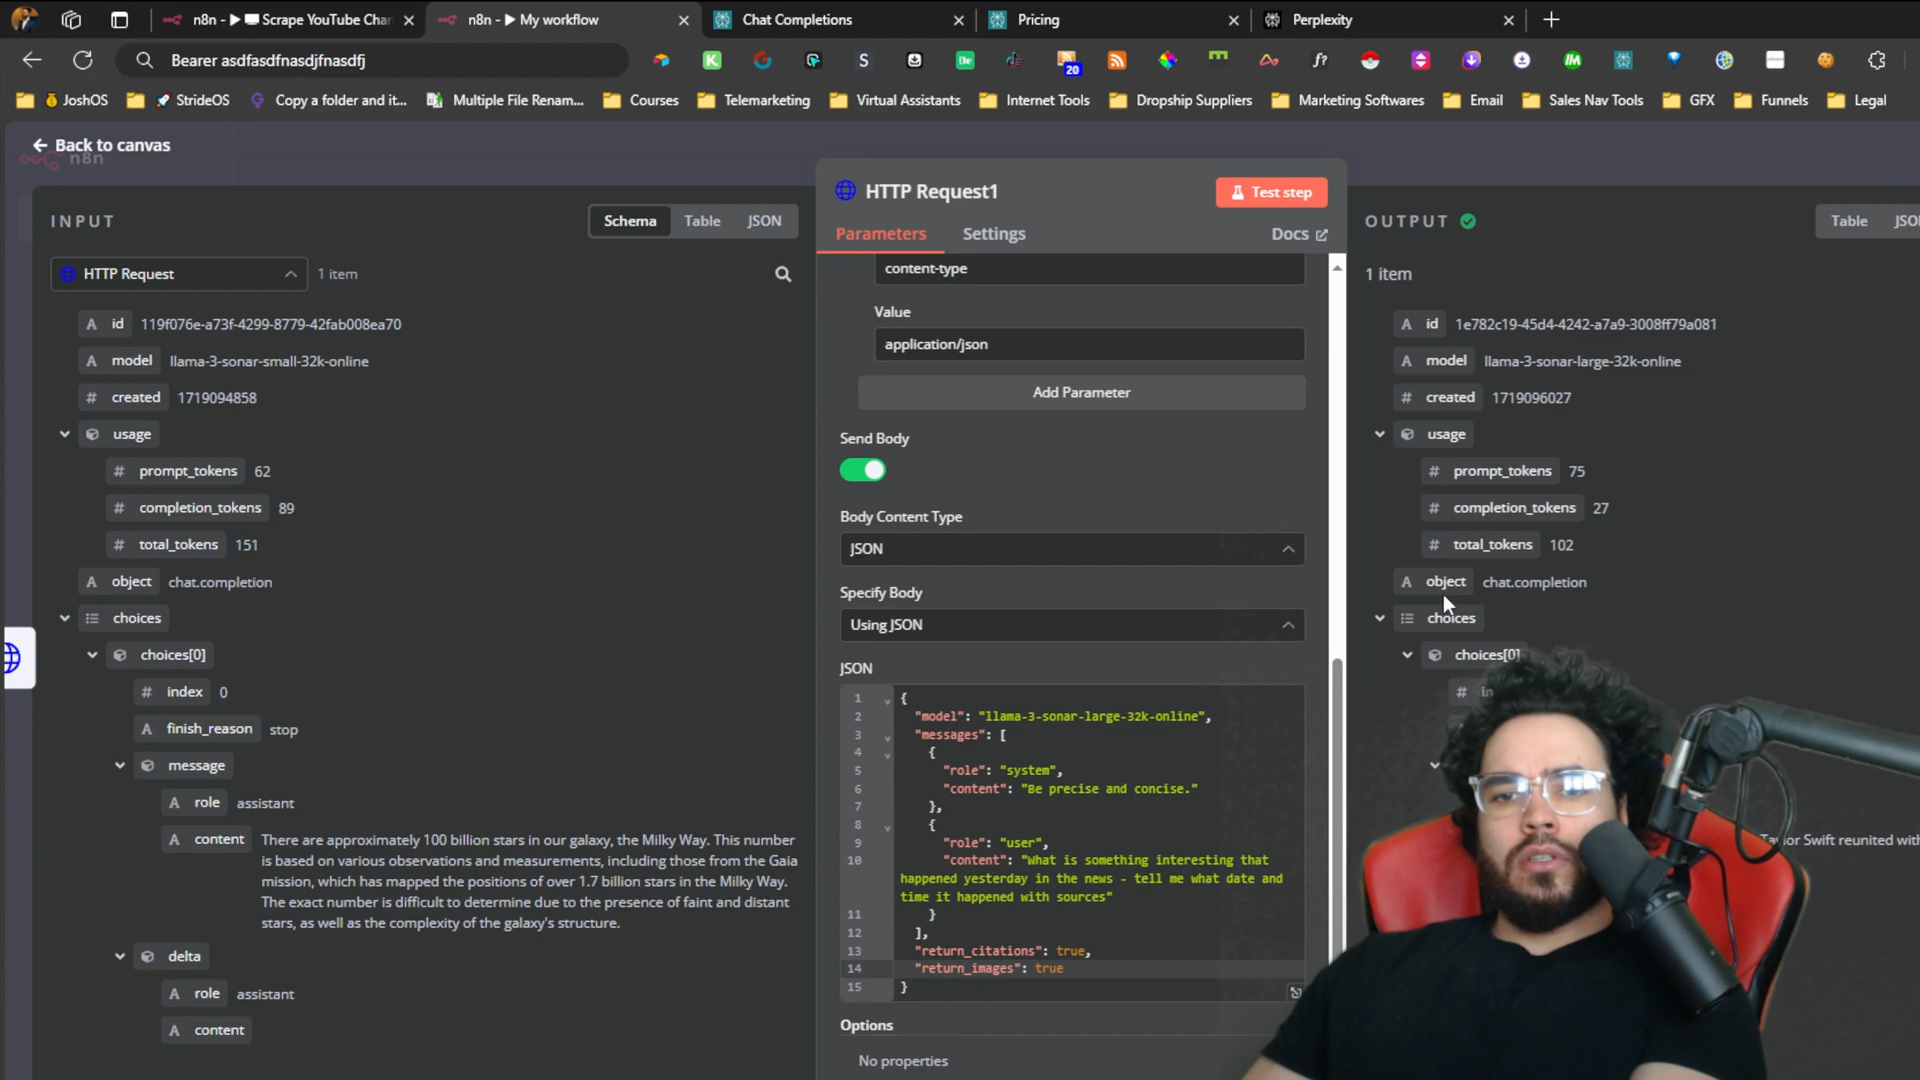 n8n - ▶ 🖥 Scrape YouTube Char
n8n - ▶ My workflow
Chat Completions
Pricing
Perplexity
Bearer asdfasdfnasdjfnasdfj
20
JoshOS
StrideOS
Copy a folder and it...
Multiple File Renam...
Courses
Telemarketing
Virtual Assistants
Internet Tools
Dropship Suppliers
Marketing Softwares
Email
Sales Nav Tools
GFX
Funnels
Legal
Back to canvas
n8n
INPUT
Schema
Table
JSON
HTTP Request
1 item
A id 119f076e-a73f-4299-8779-42fab008ea70
A model llama-3-sonar-small-32k-online
# created 1719094858
usage
# prompt_tokens 62
# completion_tokens 89
# total_tokens 151
A object chat.completion
choices
choices[0]
# index 0
A finish_reason stop
message
A role assistant
A content There are approximately 100 billion stars in our galaxy, the Milky Way. This number
is based on various observations and measurements, including those from the Gaia
mission, which has mapped the positions of over 1.7 billion stars in the Milky Way.
The exact number is difficult to determine due to the presence of faint and distant
stars, as well as the complexity of the galaxy's structure.
delta
A role assistant
A content
HTTP Request1
Test step
Parameters
Settings
Docs
content-type
Value
application/json
Add Parameter
Send Body
Body Content Type
JSON
Specify Body
Using JSON
JSON
1 {
2 "model": "llama-3-sonar-large-32k-online",
3 "messages": [
4 {
5 "role": "system",
6 "content": "Be precise and concise."
7 },
8 {
9 "role": "user",
10 "content": "What is something interesting that
happened yesterday in the news - tell me what date and
time it happened with sources"
11 }
12 ],
13 "return_citations": true,
14 "return_images": true
15 }
Options
No properties
OUTPUT
Table
JSO
1 item
A id 1e782c19-45d4-4242-a7a9-3008ff79a081
A model llama-3-sonar-large-32k-online
# created 1719096027
usage
# prompt_tokens 75
# completion_tokens 27
# total_tokens 102
A object chat.completion
choices
choices[0]
# in
Taylor Swift reunited with